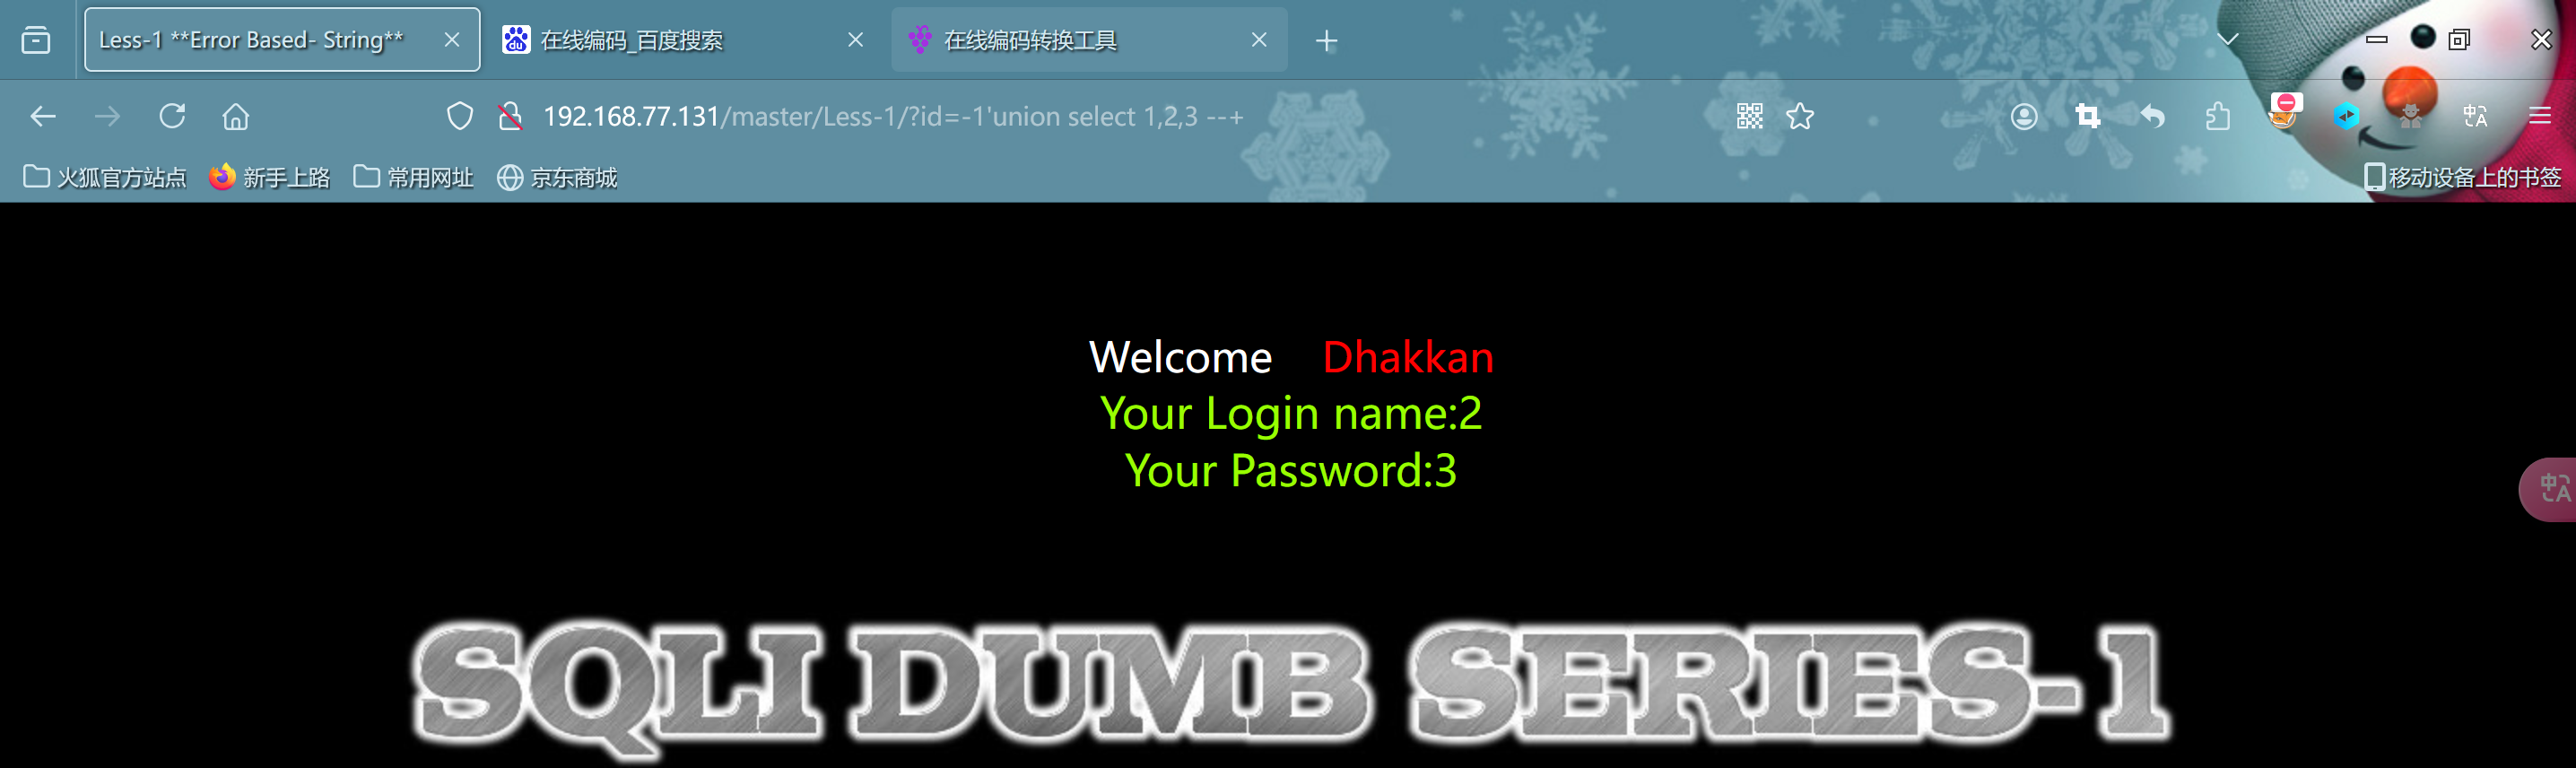 Less-1 **Error Based- String**
在线编码_百度搜索
在线编码转换工具
192.168.77.131/master/Less-1/?id=-1'union select 1,2,3 --+
火狐官方站点 新手上路 常用网址 京东商城 移动设备上的书签
Welcome Dhakkan
Your Login name:2
Your Password:3
SQLI DUMB SERIES-1